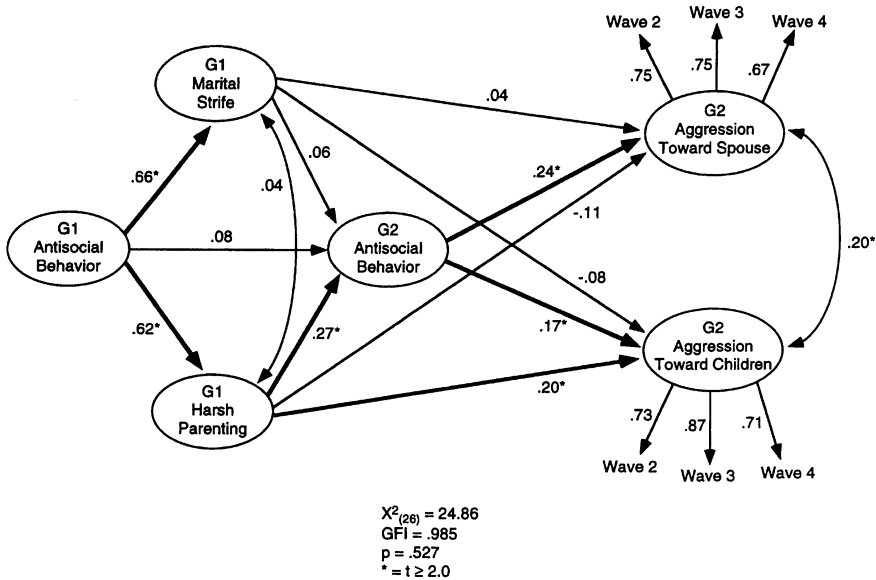 Wave 2
Wave 3
Wave 4
.75
.75
.67
G1
Marital
Strife
G2
Aggression
Toward Spouse
.04
.06
.66*
.04
.24*
-.11
G1
Antisocial
Behavior
.08
G2
Antisocial
Behavior
.20*
-.08
.62*
.27*
.17*
G2
Aggression
Toward Children
G1
Harsh
Parenting
.20*
.73
.87
.71
Wave 2
Wave 3
Wave 4
X²₍₂₆₎ = 24.86
GFI = .985
p = .527
* = t ≥ 2.0